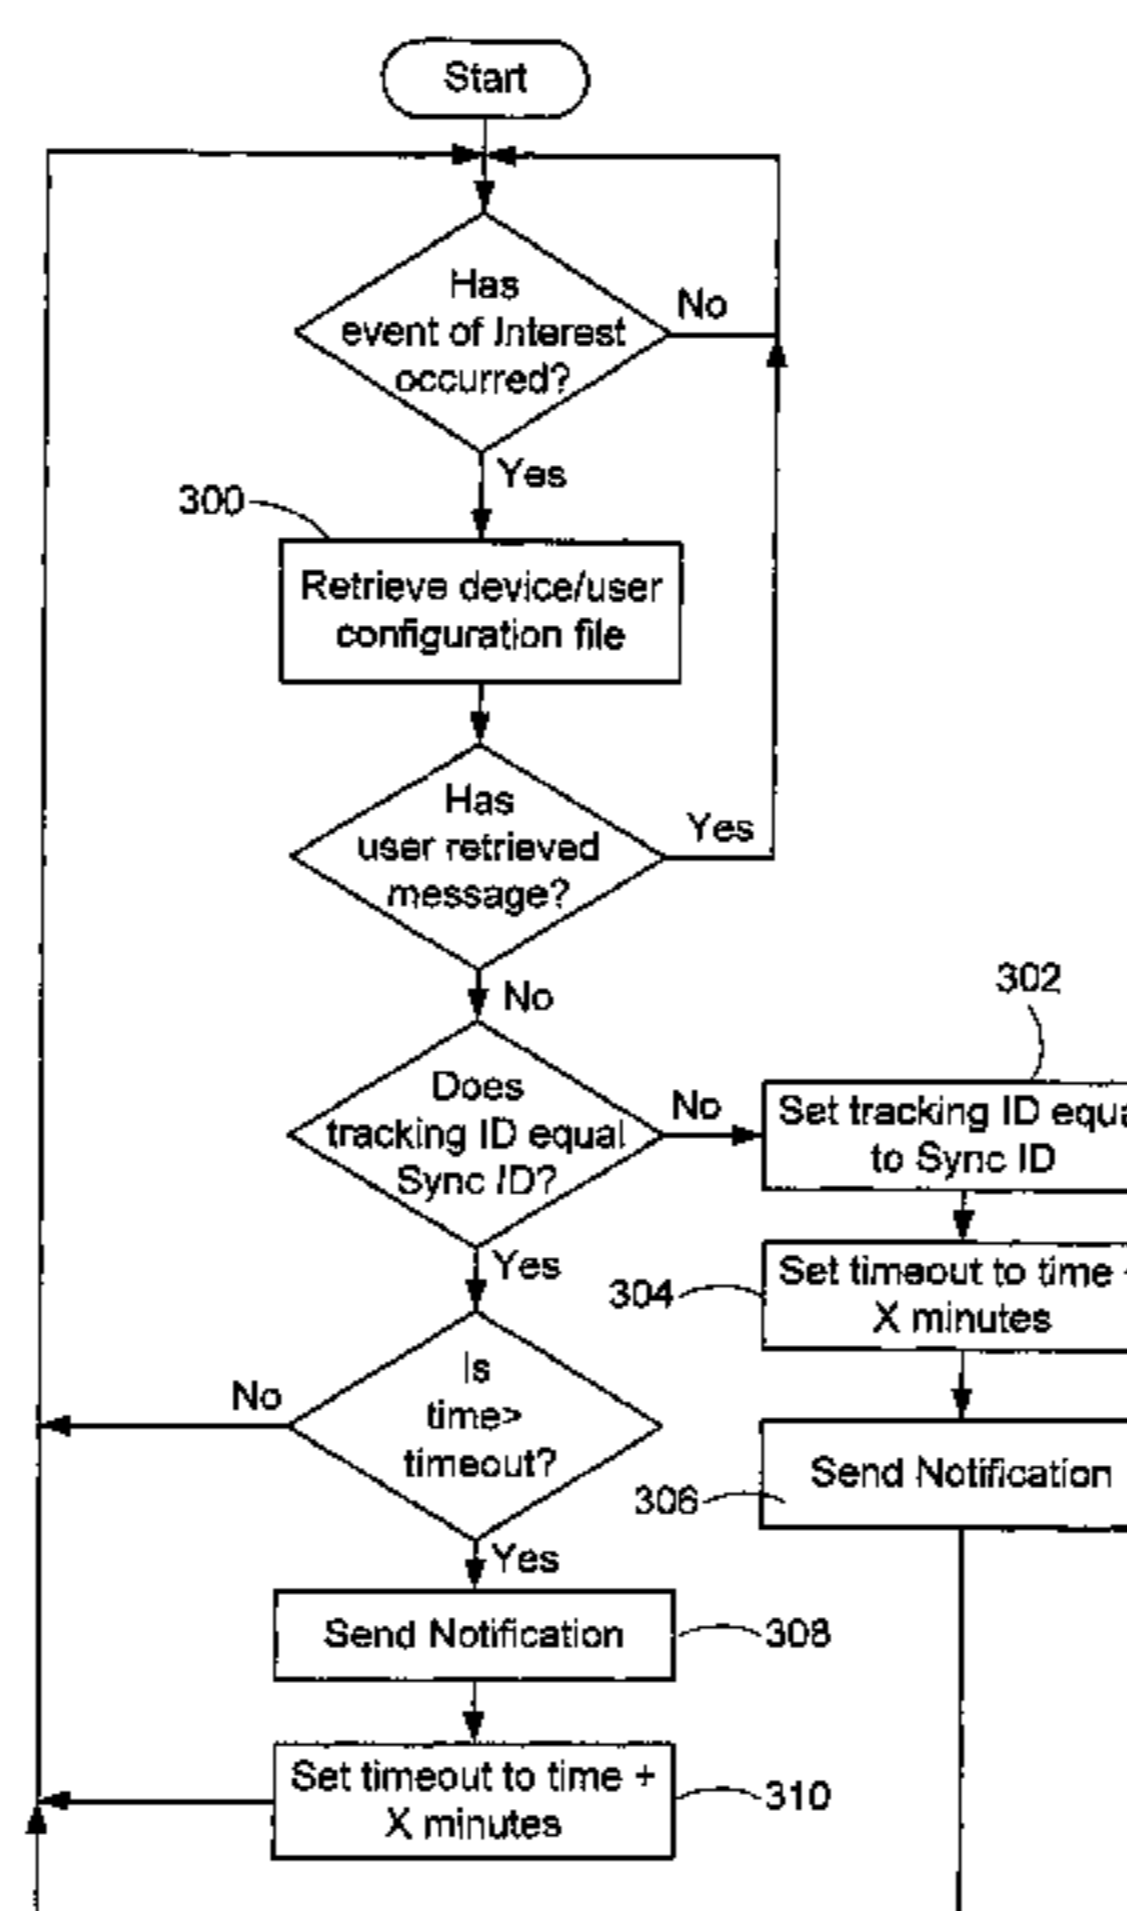 Start
Has
event of Interest
occurred?
No
Yes
300
Retrieve device/user
configuration file
Has
user retrieved
message?
Yes
No
302
Does
tracking ID equal
Sync ID?
No
Set tracking ID equa
to Sync ID
Yes
304
Set timeout to time
X minutes
Is
time>
timeout?
No
306
Send Notification
Yes
Send Notification
308
Set timeout to time +
X minutes
310